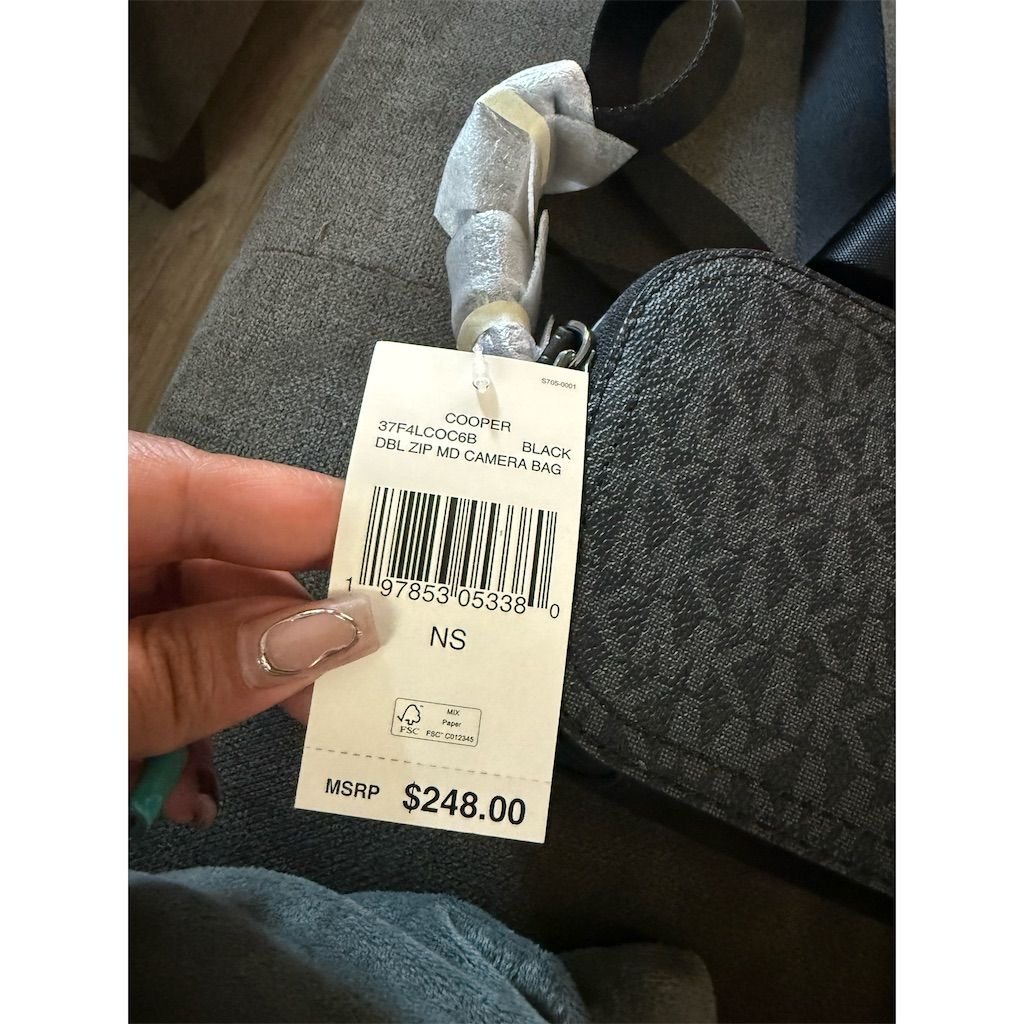 S705-0001
COOPER
37F4LCOC6B BLACK
DBL ZIP MD CAMERA BAG
1 97853 05338 0
NS
MIX
Paper
FSC™ C012345
FSC
MSRP $248.00